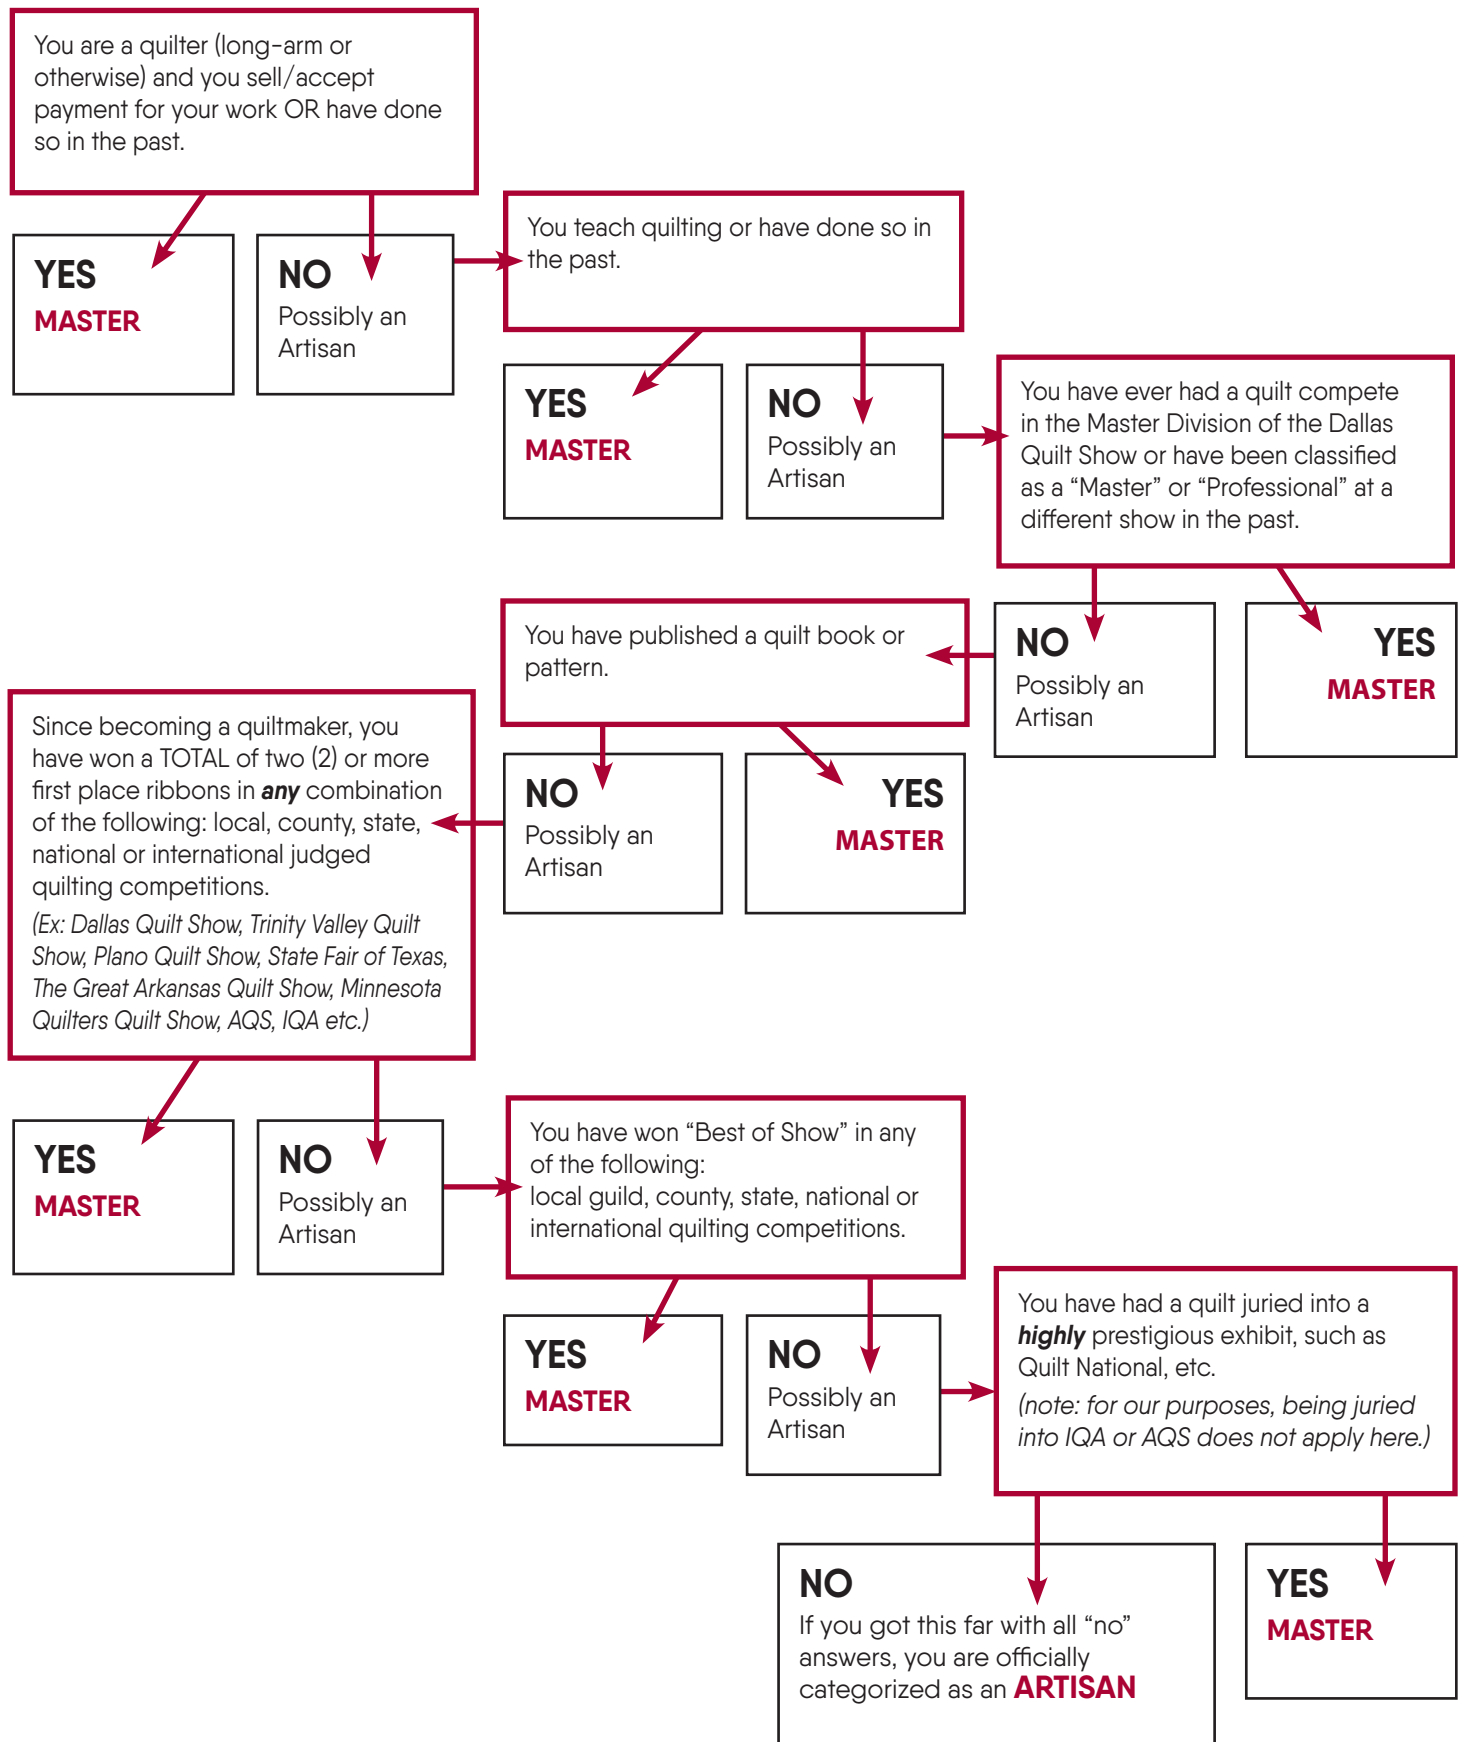 You are a quilter (long-arm or
otherwise) and you sell/accept
payment for your work OR have done
so in the past.
YES
MASTER
NO
Possibly an
Artisan
You teach quilting or have done so in
the past.
YES
MASTER
NO
Possibly an
Artisan
You have ever had a quilt compete
in the Master Division of the Dallas
Quilt Show or have been classified
as a “Master” or “Professional” at a
different show in the past.
NO
Possibly an
Artisan
YES
MASTER
You have published a quilt book or
pattern.
NO
Possibly an
Artisan
YES
MASTER
Since becoming a quiltmaker, you
have won a TOTAL of two (2) or more
first place ribbons in any combination
of the following: local, county, state,
national or international judged
quilting competitions.
(Ex: Dallas Quilt Show, Trinity Valley Quilt
Show, Plano Quilt Show, State Fair of Texas,
The Great Arkansas Quilt Show, Minnesota
Quilters Quilt Show, AQS, IQA etc.)
YES
MASTER
NO
Possibly an
Artisan
You have won “Best of Show” in any
of the following:
local guild, county, state, national or
international quilting competitions.
YES
MASTER
NO
Possibly an
Artisan
You have had a quilt juried into a
highly prestigious exhibit, such as
Quilt National, etc.
(note: for our purposes, being juried
into IQA or AQS does not apply here.)
NO
If you got this far with all “no”
answers, you are officially
categorized as an ARTISAN
YES
MASTER